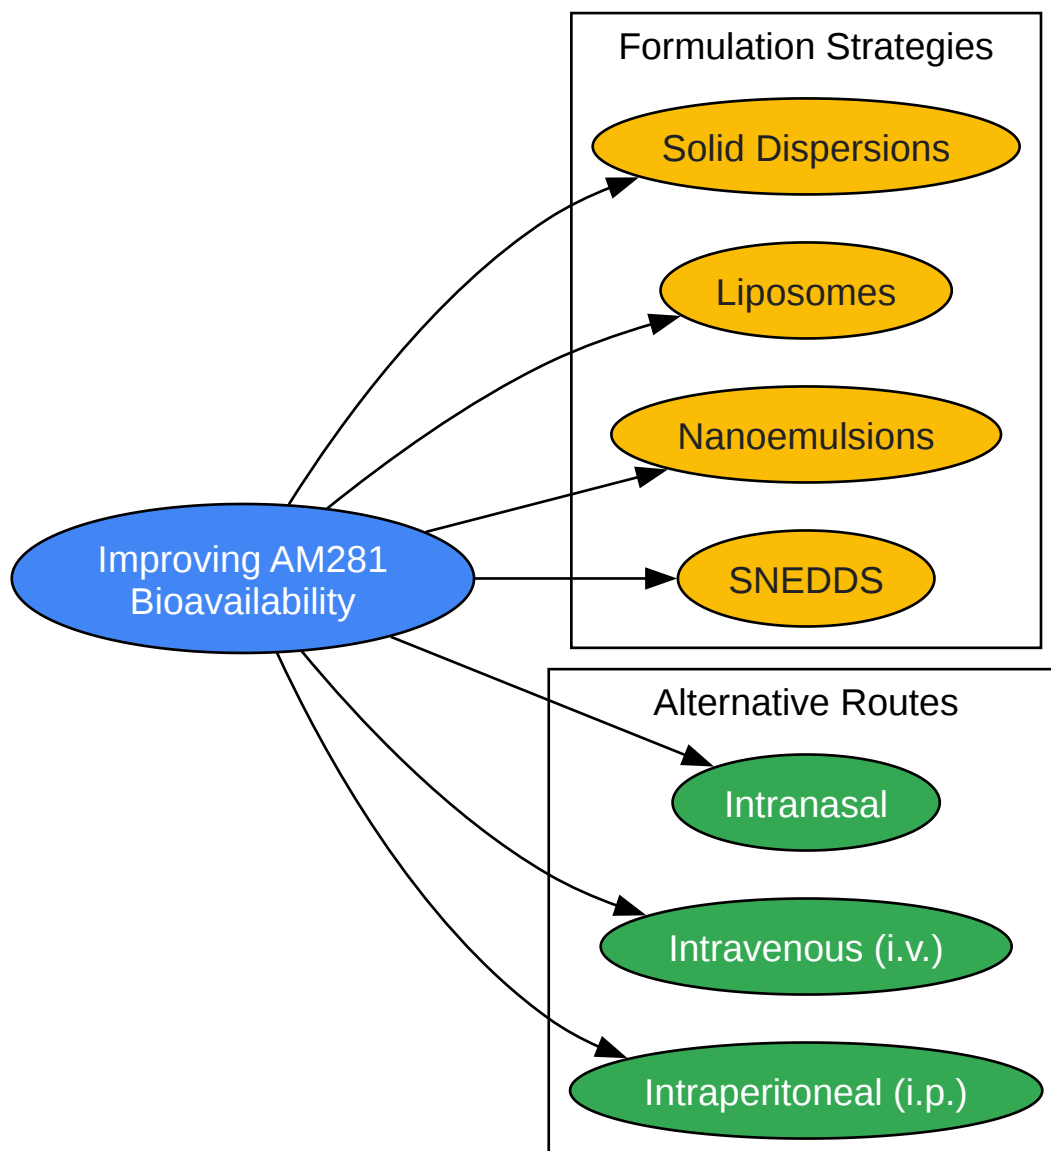 Formulation Strategies
Solid Dispersions
Liposomes
Nanoemulsions
SNEDDS
Improving AM281
Bioavailability
Alternative Routes
Intranasal
Intravenous (i.v.)
Intraperitoneal (i.p.)